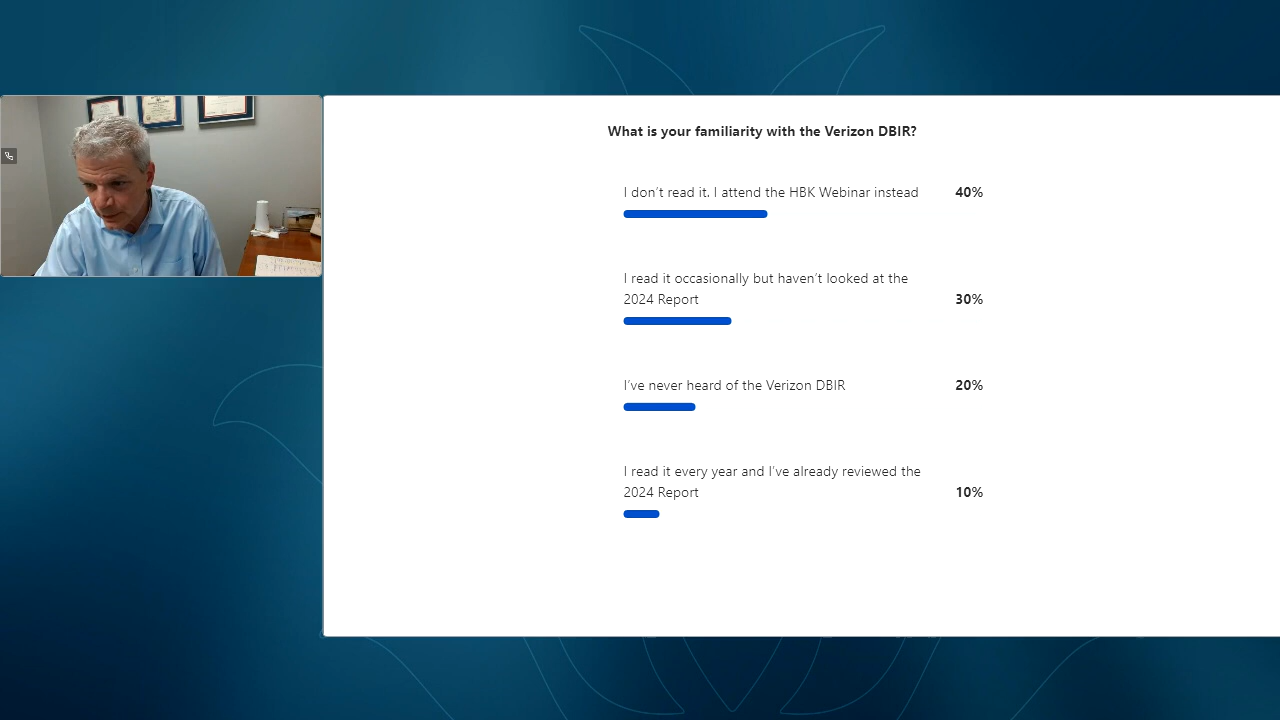 What is your familiarity with the Verizon DBIR?
I don't read it. I attend the HBK Webinar instead 40%
I read it occasionally but haven't looked at the
2024 Report 30%
I've never heard of the Verizon DBIR 20%
I read it every year and I've already reviewed the
2024 Report 10%